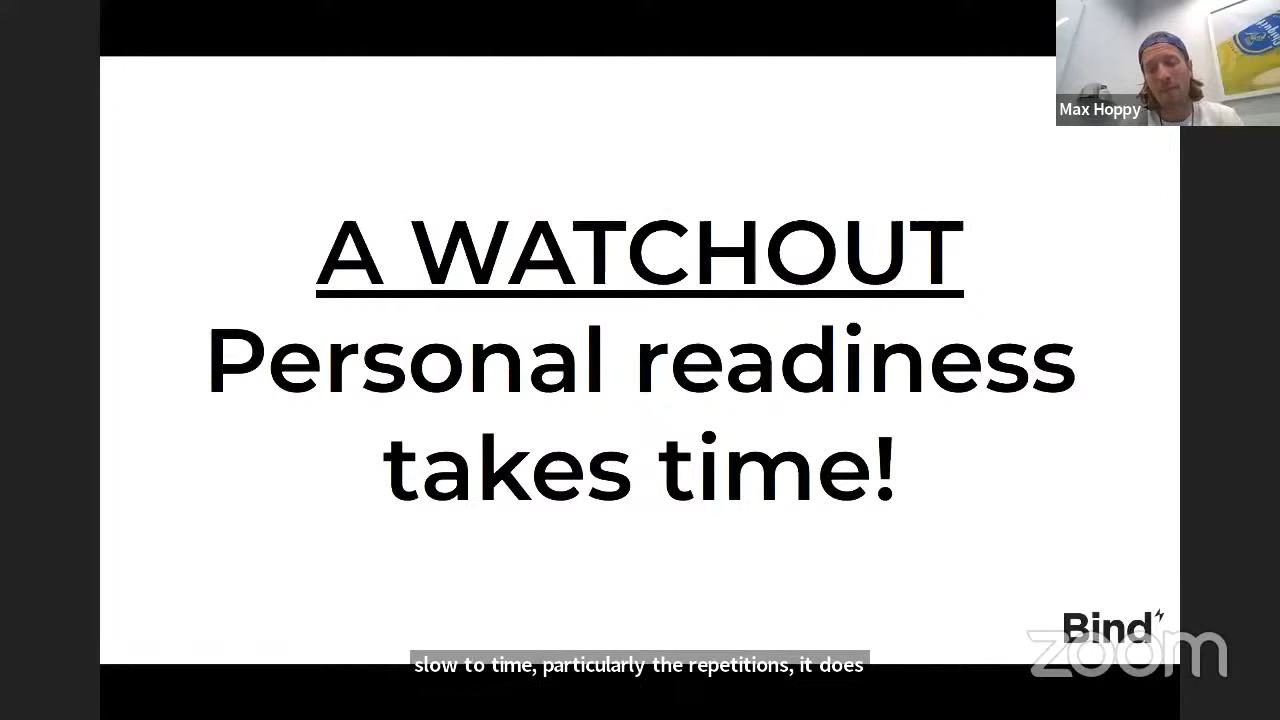 Max Hoppy
A WATCHOUT
Personal readiness
takes time!
Bind
zoom
slow to time, particularly the repetitions, it does